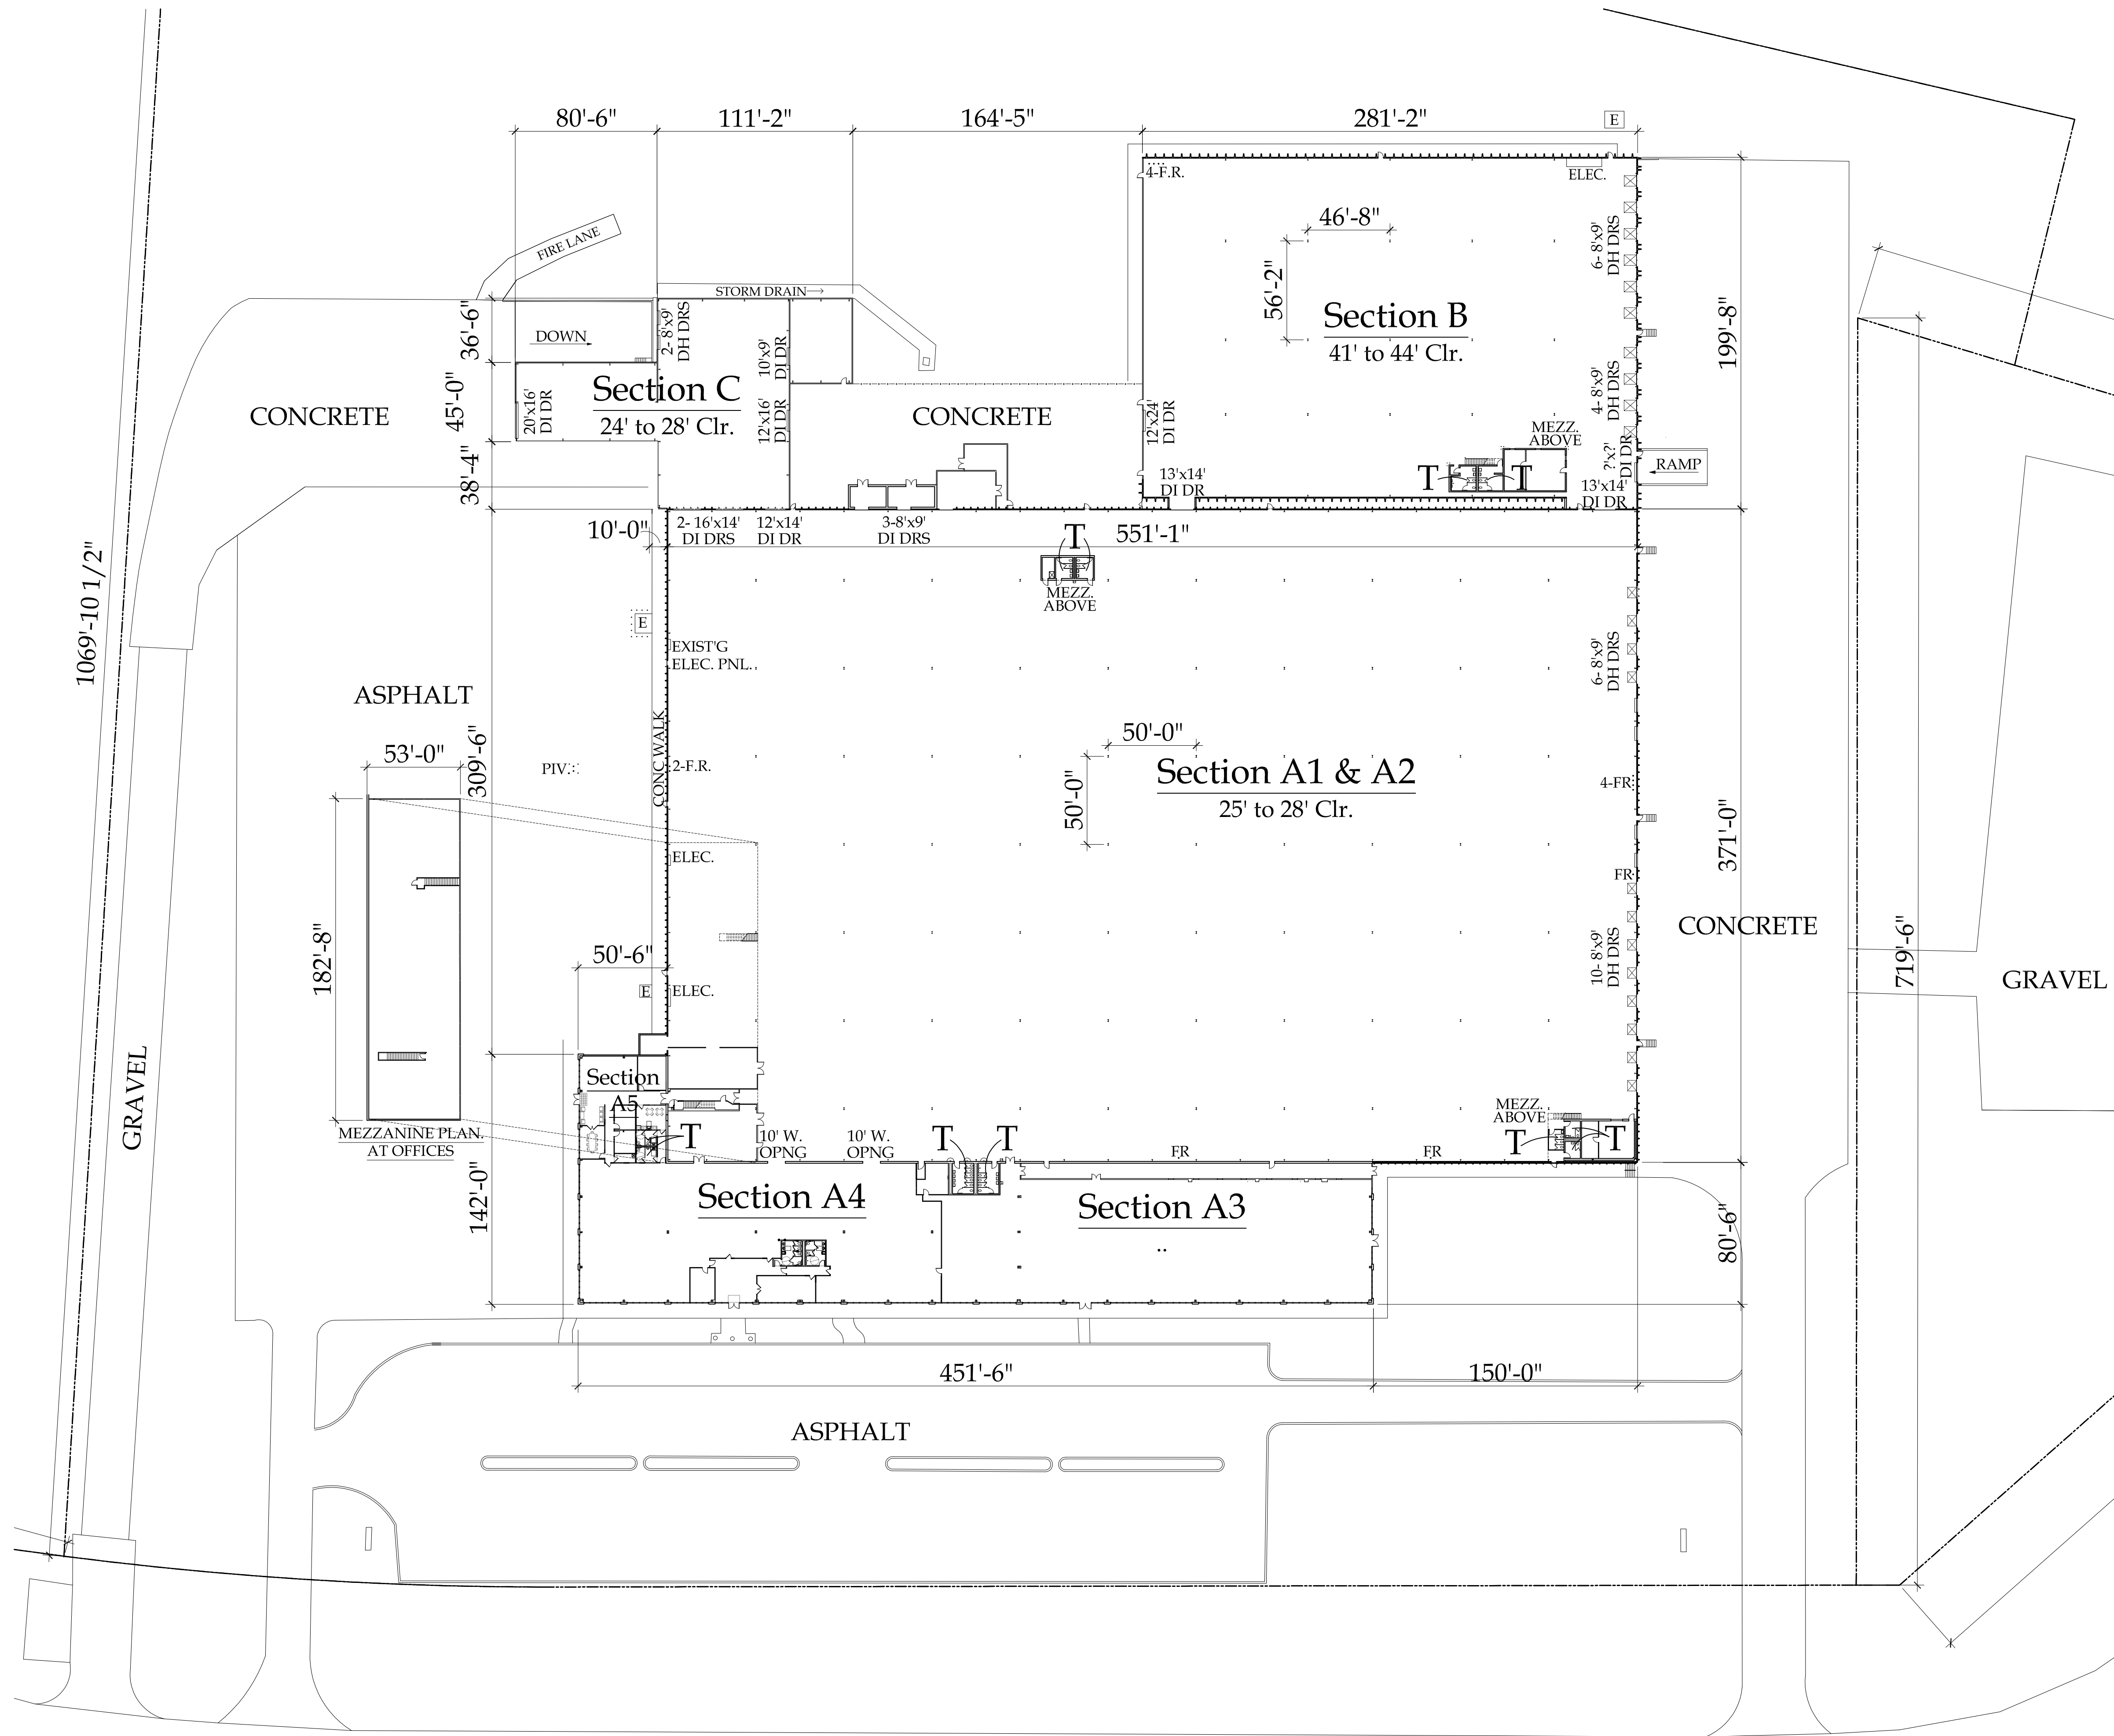 80'-6"
111'-2"
164'-5"
281'-2"
E
4-F.R.
ELEC.
46'-8"
6- 8'x9'
DH DRS
FIRE LANE
56'-2"
STORM DRAIN
Section B
41' to 44' Clr.
199'-8"
36'-6"
DOWN
2- 8'x9'
DH DRS
10'x9'
DI DR
45'-0"
CONCRETE
20'x16'
DI DR
Section C
24' to 28' Clr.
12'x16'
DI DR
CONCRETE
12'x24'
DI DR
4- 8'x9'
DH DRS
MEZZ.
ABOVE
?'x?'
DI DR
RAMP
38'-4"
13'x14'
DI DR
T
T
13'x14'
DI DR
10'-0"
2- 16'x14'
DI DRS
12'x14'
DI DR
3-8'x9'
DI DRS
T
551'-1"
MEZZ.
ABOVE
1069'-10 1/2"
E
EXIST'G
ELEC. PNL.
6- 8'x9'
DH DRS
ASPHALT
CONC WALK
53'-0"
309'-6"
PIV.
2-F.R.
50'-0"
50'-0"
Section A1 & A2
25' to 28' Clr.
4-FR
371'-0"
ELEC.
FR
CONCRETE
719'-6"
182'-8"
50'-6"
10- 8'x9'
DH DRS
GRAVEL
E
ELEC.
GRAVEL
Section
A5
MEZZANINE PLAN.
AT OFFICES
T
10' W.
OPNG
10' W.
OPNG
T
T
FR
FR
MEZZ.
ABOVE
T
T
142'-0"
Section A4
Section A3
80'-6"
451'-6"
150'-0"
ASPHALT